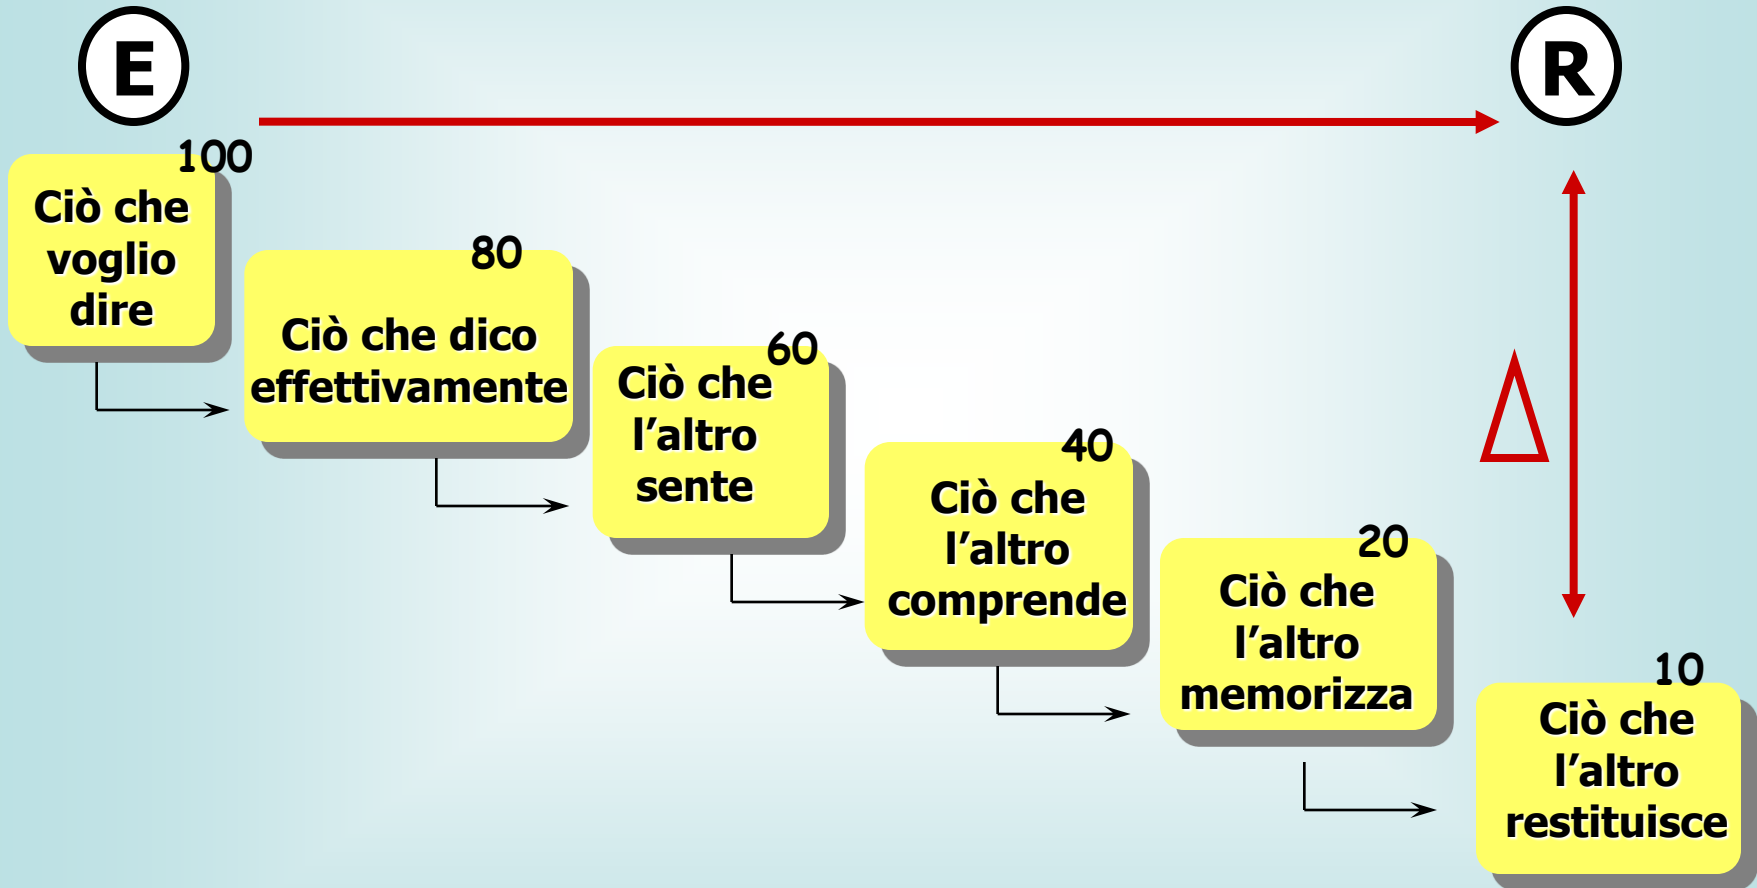 E
R
100
Ciò che
voglio
dire
80
Ciò che dico
effettivamente
60
Ciò che
l’altro
sente
40
Ciò che
l’altro
comprende
20
Ciò che
l’altro
memorizza
10
Ciò che
l’altro
restituisce